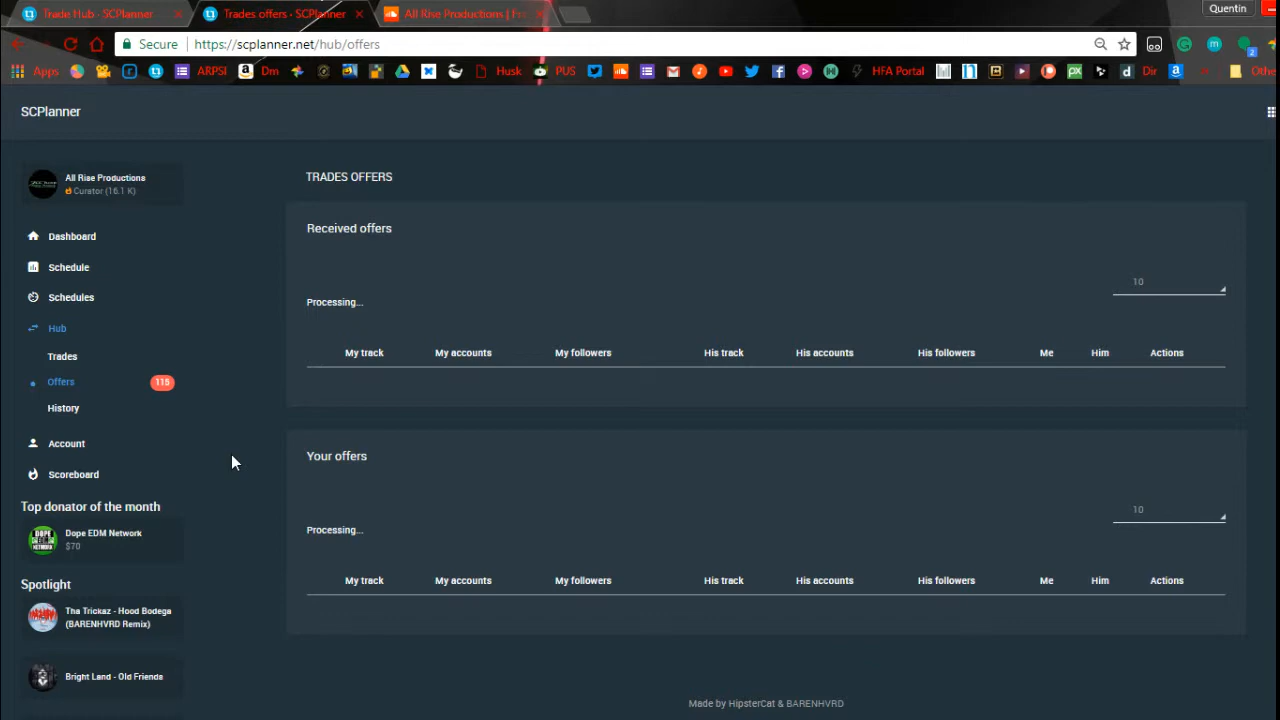 Trade Hub - SCPlanner
Trades offers - SCPlanner
All Rise Productions | Fr
Quentin
Secure
https://scplanner.net/hub/offers
Apps
ARPSI
Dm
Husk
PUS
HFA Portal
Dir
Othe
2
SCPlanner
All Rise Productions
Curator (16.1 K)
Dashboard
Schedule
Schedules
Hub
Trades
Offers
115
History
Account
Scoreboard
Top donator of the month
Dope EDM Network
$70
Spotlight
Tha Trickaz - Hood Bodega
(BARENHVRD Remix)
Bright Land - Old Friends
TRADES OFFERS
Received offers
10
Processing...
My track My accounts My followers His track His accounts His followers Me Him Actions
Your offers
10
Processing...
My track My accounts My followers His track His accounts His followers Me Him Actions
Made by HipsterCat & BARENHVRD